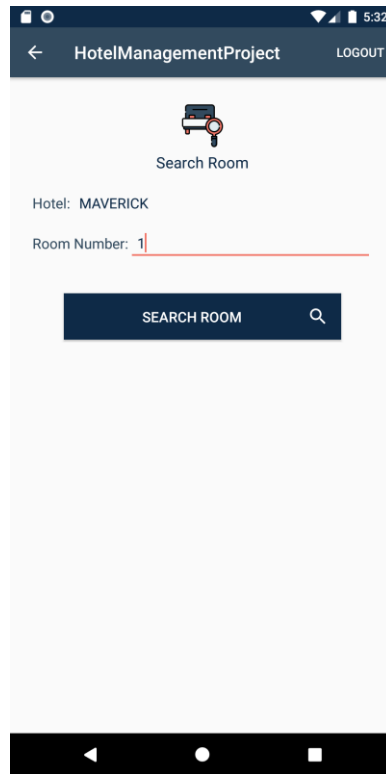 5:32
HotelManagementProject LOGOUT
Search Room
Hotel: MAVERICK
Room Number: 1
SEARCH ROOM